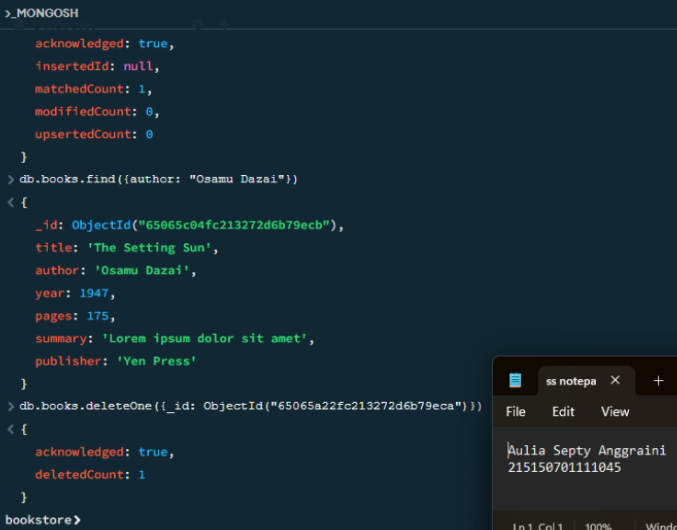 >_MONGOSH
acknowledged: true,
insertedId: null,
matchedCount: 1,
modifiedCount: 0,
upsertedCount: 0
}
> db.books.find({author: "Osamu Dazai"})
< {
_id: ObjectId("65065c04fc213272d6b79ecb"),
title: 'The Setting Sun',
author: 'Osamu Dazai',
year: 1947,
pages: 175,
summary: 'Lorem ipsum dolor sit amet',
publisher: 'Yen Press'
}
> db.books.deleteOne({_id: ObjectId("65065a22fc213272d6b79eca")})
< {
acknowledged: true,
deletedCount: 1
}
bookstore>
ss notepa
File Edit View
Aulia Septy Anggraini
215150701111045
Ln 1, Col 1 100% Windo